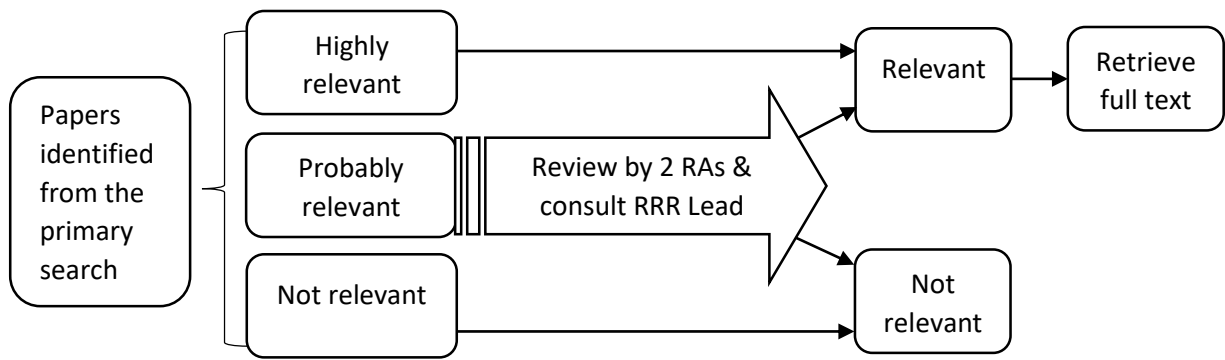 Papers
identified
from the
primary
search
Highly
relevant
Probably
relevant
Not relevant
Review by 2 RAs &
consult RRR Lead
Relevant
Not
relevant
Retrieve
full text